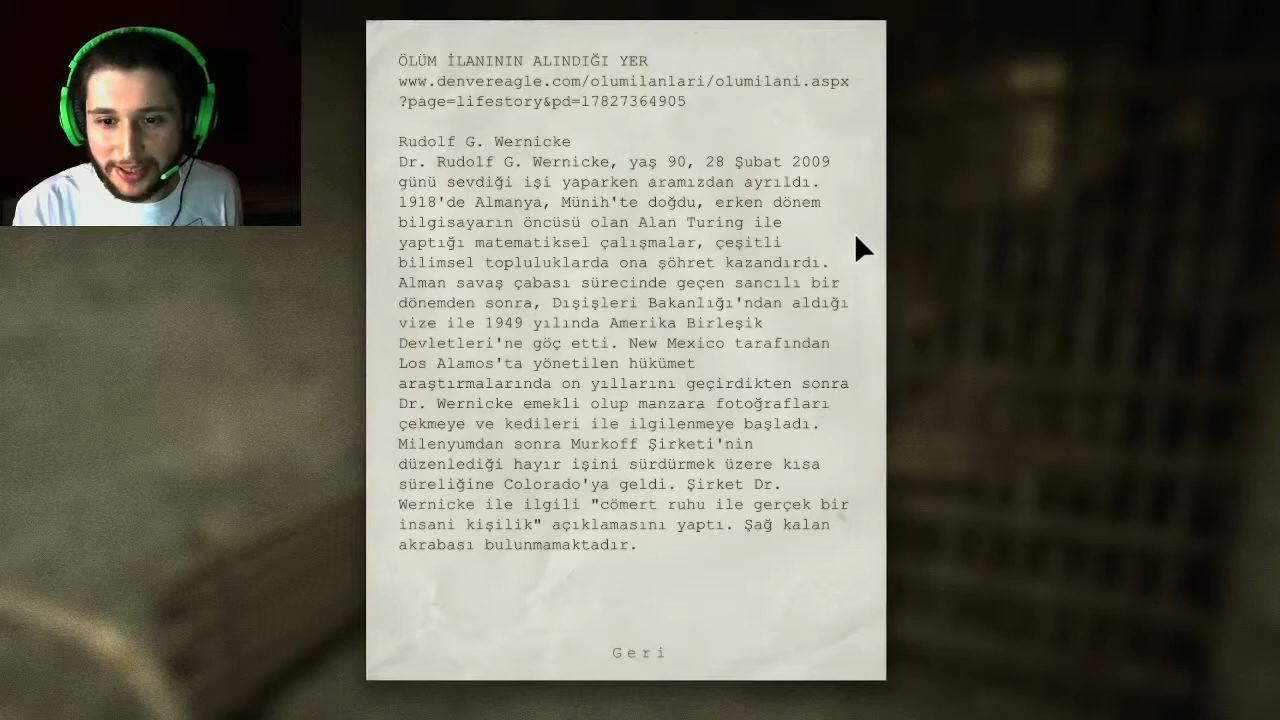 ÖLÜM İLANININ ALINDIĞI YER
www.denvereagle.com/olumilanlari/olumilani.aspx
?page=lifestory&pd=17827364905
Rudolf G. Wernicke
Dr. Rudolf G. Wernicke, yaş 90, 28 Şubat 2009
günü sevdiği işi yaparken aramızdan ayrıldı.
1918'de Almanya, Münih'te doğdu, erken dönem
bilgisayarın öncüsü olan Alan Turing ile
yaptığı matematiksel çalışmalar, çeşitli
bilimsel topluluklarda ona şöhret kazandırdı.
Alman savaş çabası sürecinde geçen sancılı bir
dönemden sonra, Dışişleri Bakanlığı'ndan aldığı
vize ile 1949 yılında Amerika Birleşik
Devletleri'ne göç etti. New Mexico tarafından
Los Alamos'ta yönetilen hükümet
araştırmalarında on yıllarını geçirdikten sonra
Dr. Wernicke emekli olup manzara fotoğrafları
çekmeye ve kedileri ile ilgilenmeye başladı.
Milenyumdan sonra Murkoff Şirketi'nin
düzenlediği hayır işini sürdürmek üzere kısa
süreliğine Colorado'ya geldi. Şirket Dr.
Wernicke ile ilgili "cömert ruhu ile gerçek bir
insani kişilik" açıklamasını yaptı. Şağ kalan
akrabası bulunmamaktadır.
Geri